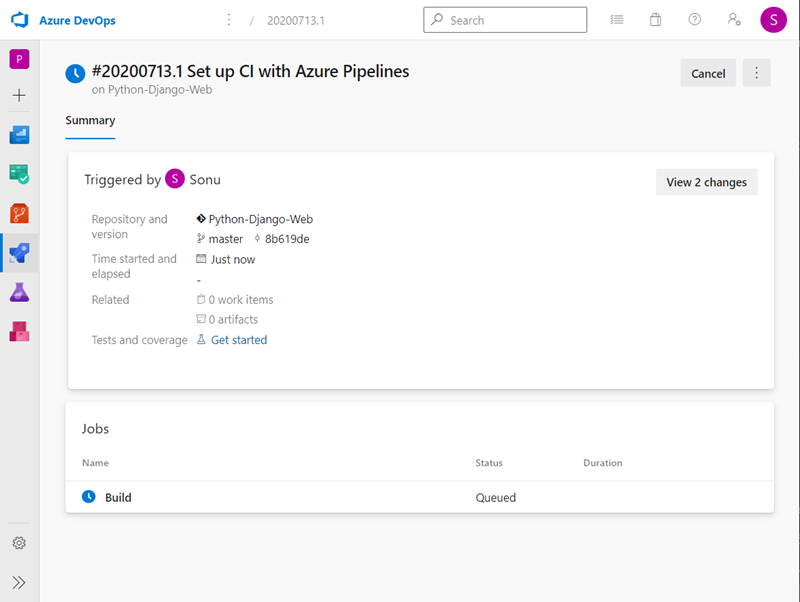 Azure DevOps
/ 20200713.1
Search
S
P
#20200713.1 Set up CI with Azure Pipelines
on Python-Django-Web
Cancel
Summary
Triggered by S Sonu
View 2 changes
Repository and version
Python-Django-Web
master 8b619de
Time started and elapsed
Just now
-
Related
0 work items
0 artifacts
Tests and coverage
Get started
Jobs
Name Status Duration
Build Queued